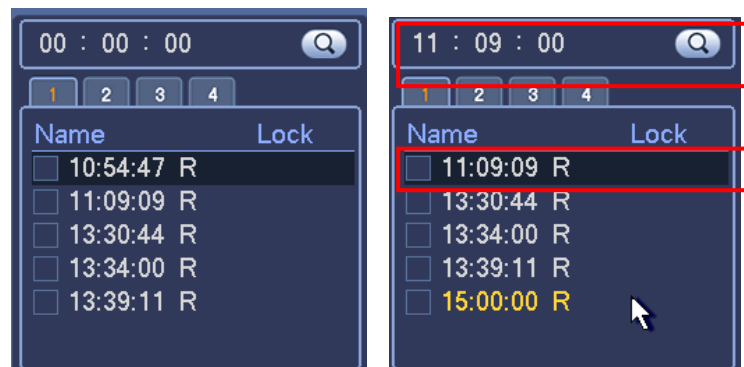 00 : 00 : 00
1 2 3 4
Name Lock
10:54:47 R
11:09:09 R
13:30:44 R
13:34:00 R
13:39:11 R
11 : 09 : 00
1 2 3 4
Name Lock
11:09:09 R
13:30:44 R
13:34:00 R
13:39:11 R
15:00:00 R